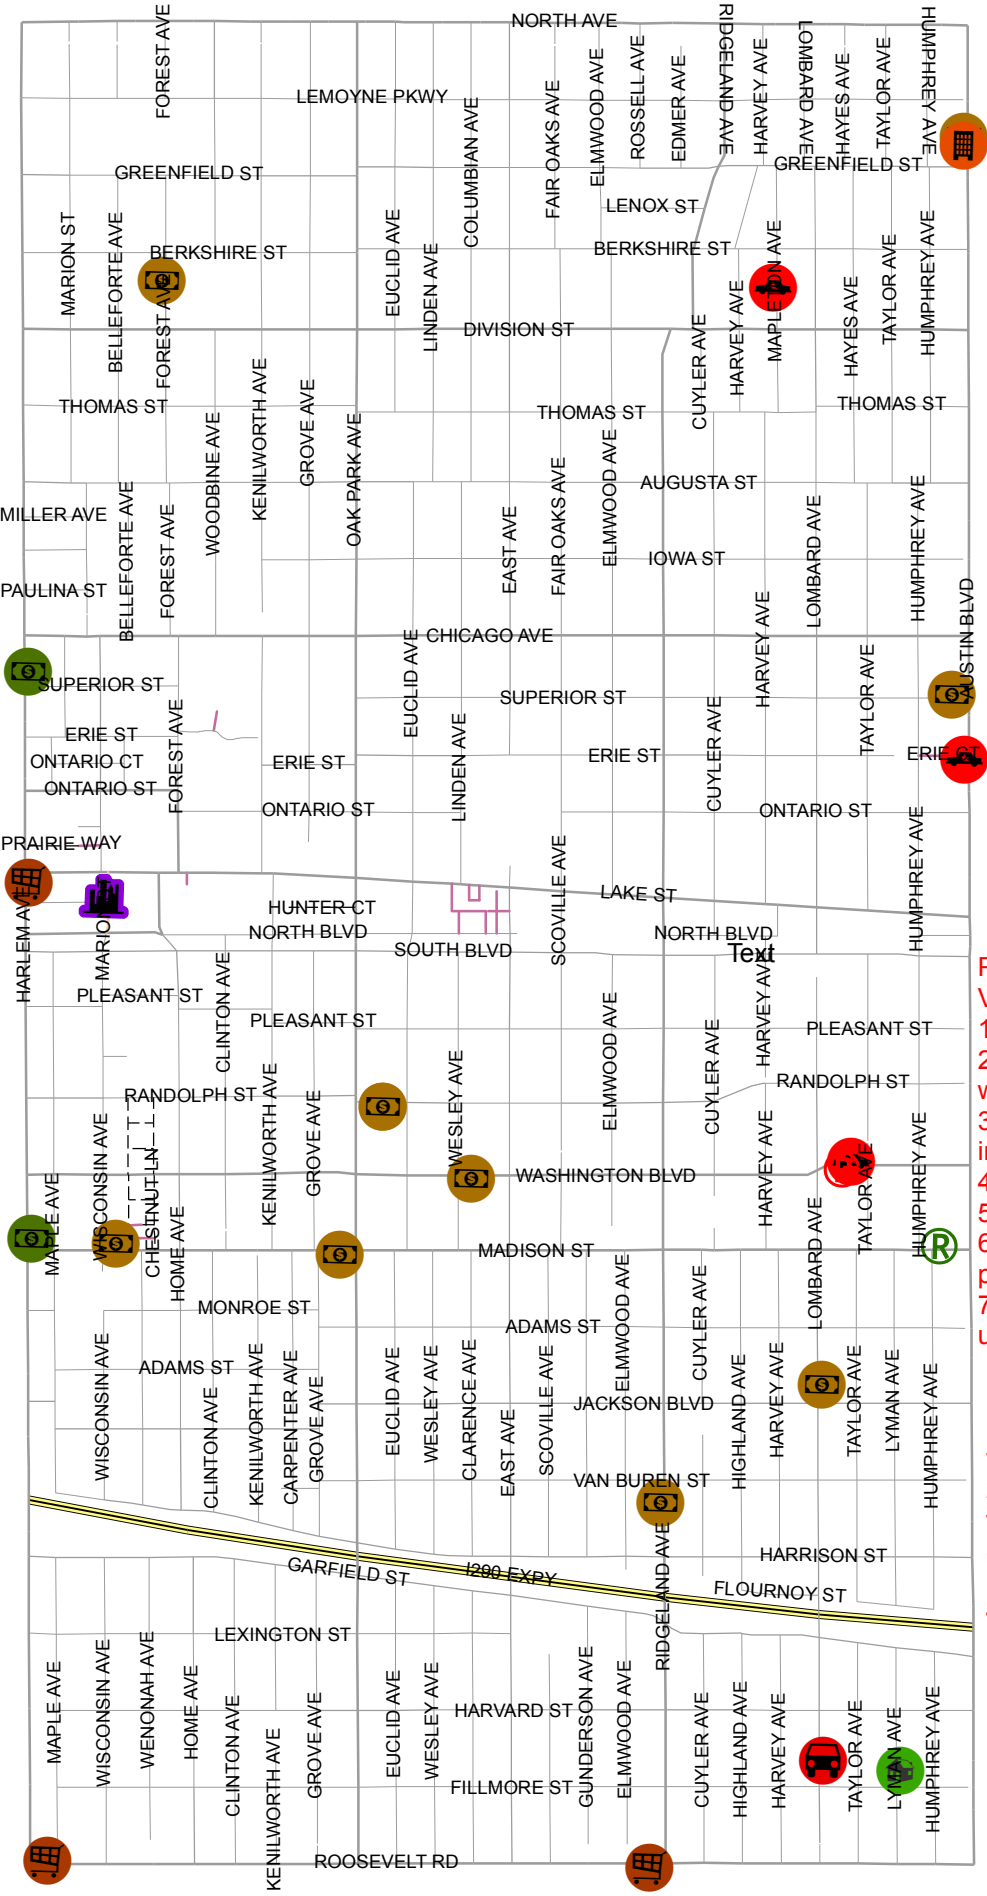 NORTH AVE
FOREST AVE
RIDGELAND AVE
HUMPHREY AVE
LOMBARD AVE
HARVEY AVE
HAYES AVE
TAYLOR AVE
ROSSELL AVE
ELMWOOD AVE
EDMER AVE
FAIR OAKS AVE
COLUMBIAN AVE
LEMOYNE PKWY
GREENFIELD ST
GREENFIELD ST
LENOX ST
BERKSHIRE ST
BERKSHIRE ST
MARION ST
BELLEFORTE AVE
FOREST AVE
EUCLID AVE
LINDEN AVE
MAPLETON AVE
HARVEY AVE
CUYLER AVE
HAYES AVE
TAYLOR AVE
HUMPHREY AVE
DIVISION ST
THOMAS ST
THOMAS ST
THOMAS ST
WOODBINE AVE
KENILWORTH AVE
GROVE AVE
OAK PARK AVE
ELMWOOD AVE
FAIR OAKS AVE
EAST AVE
AUGUSTA ST
MILLER AVE
BELLEFORTE AVE
FOREST AVE
LOMBARD AVE
HUMPHREY AVE
IOWA ST
PAULINA ST
HARVEY AVE
AUSTIN BLVD
CHICAGO AVE
EUCLID AVE
TAYLOR AVE
SUPERIOR ST
SUPERIOR ST
CUYLER AVE
FOREST AVE
LINDEN AVE
ERIE ST
ERIE ST
ERIE ST
ERIE CT
ONTARIO CT
ONTARIO ST
ONTARIO ST
ONTARIO ST
HUMPHREY AVE
PRAIRIE WAY
SCOVILLE AVE
HARLEM AVE
MARION
LAKE ST
HUNTER CT
NORTH BLVD
NORTH BLVD
SOUTH BLVD
Text
CLINTON AVE
HARVEY AVE
PLEASANT ST
PLEASANT ST
PLEASANT ST
ELMWOOD AVE
CUYLER AVE
WESLEY AVE
KENILWORTH AVE
GROVE AVE
RANDOLPH ST
RANDOLPH ST
WISCONSIN AVE
CHESTNUT LN
HARVEY AVE
TAYLOR AVE
HUMPHREY AVE
WASHINGTON BLVD
MAPLE AVE
HOME AVE
LOMBARD AVE
®
MADISON ST
ELMWOOD AVE
CUYLER AVE
MONROE ST
ADAMS ST
ADAMS ST
WISCONSIN AVE
CLINTON AVE
KENILWORTH AVE
CARPENTER AVE
GROVE AVE
EUCLID AVE
WESLEY AVE
CLARENCE AVE
EAST AVE
SCOVILLE AVE
HIGHLAND AVE
HARVEY AVE
TAYLOR AVE
LYMAN AVE
HUMPHREY AVE
JACKSON BLVD
VAN BUREN ST
RIDGELAND AVE
HARRISON ST
GARFIELD ST
I290 EXPY
FLOURNOY ST
LEXINGTON ST
MAPLE AVE
WISCONSIN AVE
WENONAH AVE
HOME AVE
CLINTON AVE
KENILWORTH AVE
GROVE AVE
EUCLID AVE
WESLEY AVE
GUNDERSON AVE
ELMWOOD AVE
CUYLER AVE
HIGHLAND AVE
HARVEY AVE
TAYLOR AVE
LYMAN AVE
HUMPHREY AVE
HARVARD ST
FILLMORE ST
ROOSEVELT RD
1
2
w
3
4
5
6
p
7
u